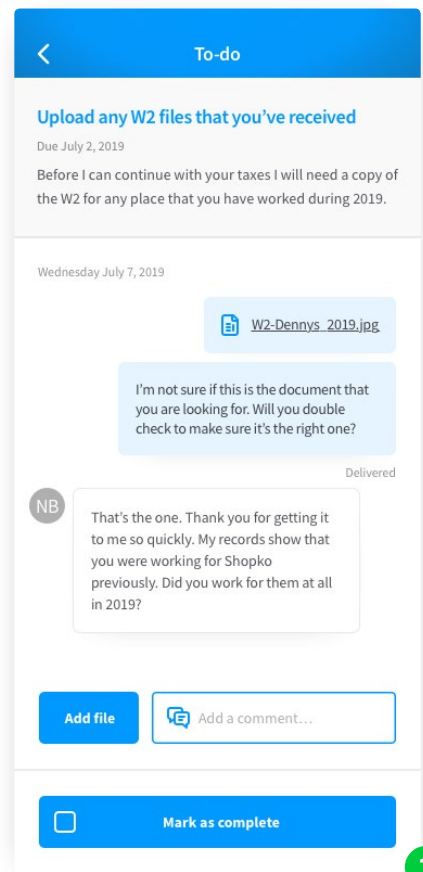 To-do
Upload any W2 files that you’ve received
Due July 2, 2019
Before I can continue with your taxes I will need a copy of
the W2 for any place that you have worked during 2019.
Wednesday July 7, 2019
W2-Dennys_2019.jpg
I’m not sure if this is the document that
you are looking for. Will you double
check to make sure it’s the right one?
Delivered
NB
That’s the one. Thank you for getting it
to me so quickly. My records show that
you were working for Shopko
previously. Did you work for them at all
in 2019?
Add file
Add a comment...
Mark as complete